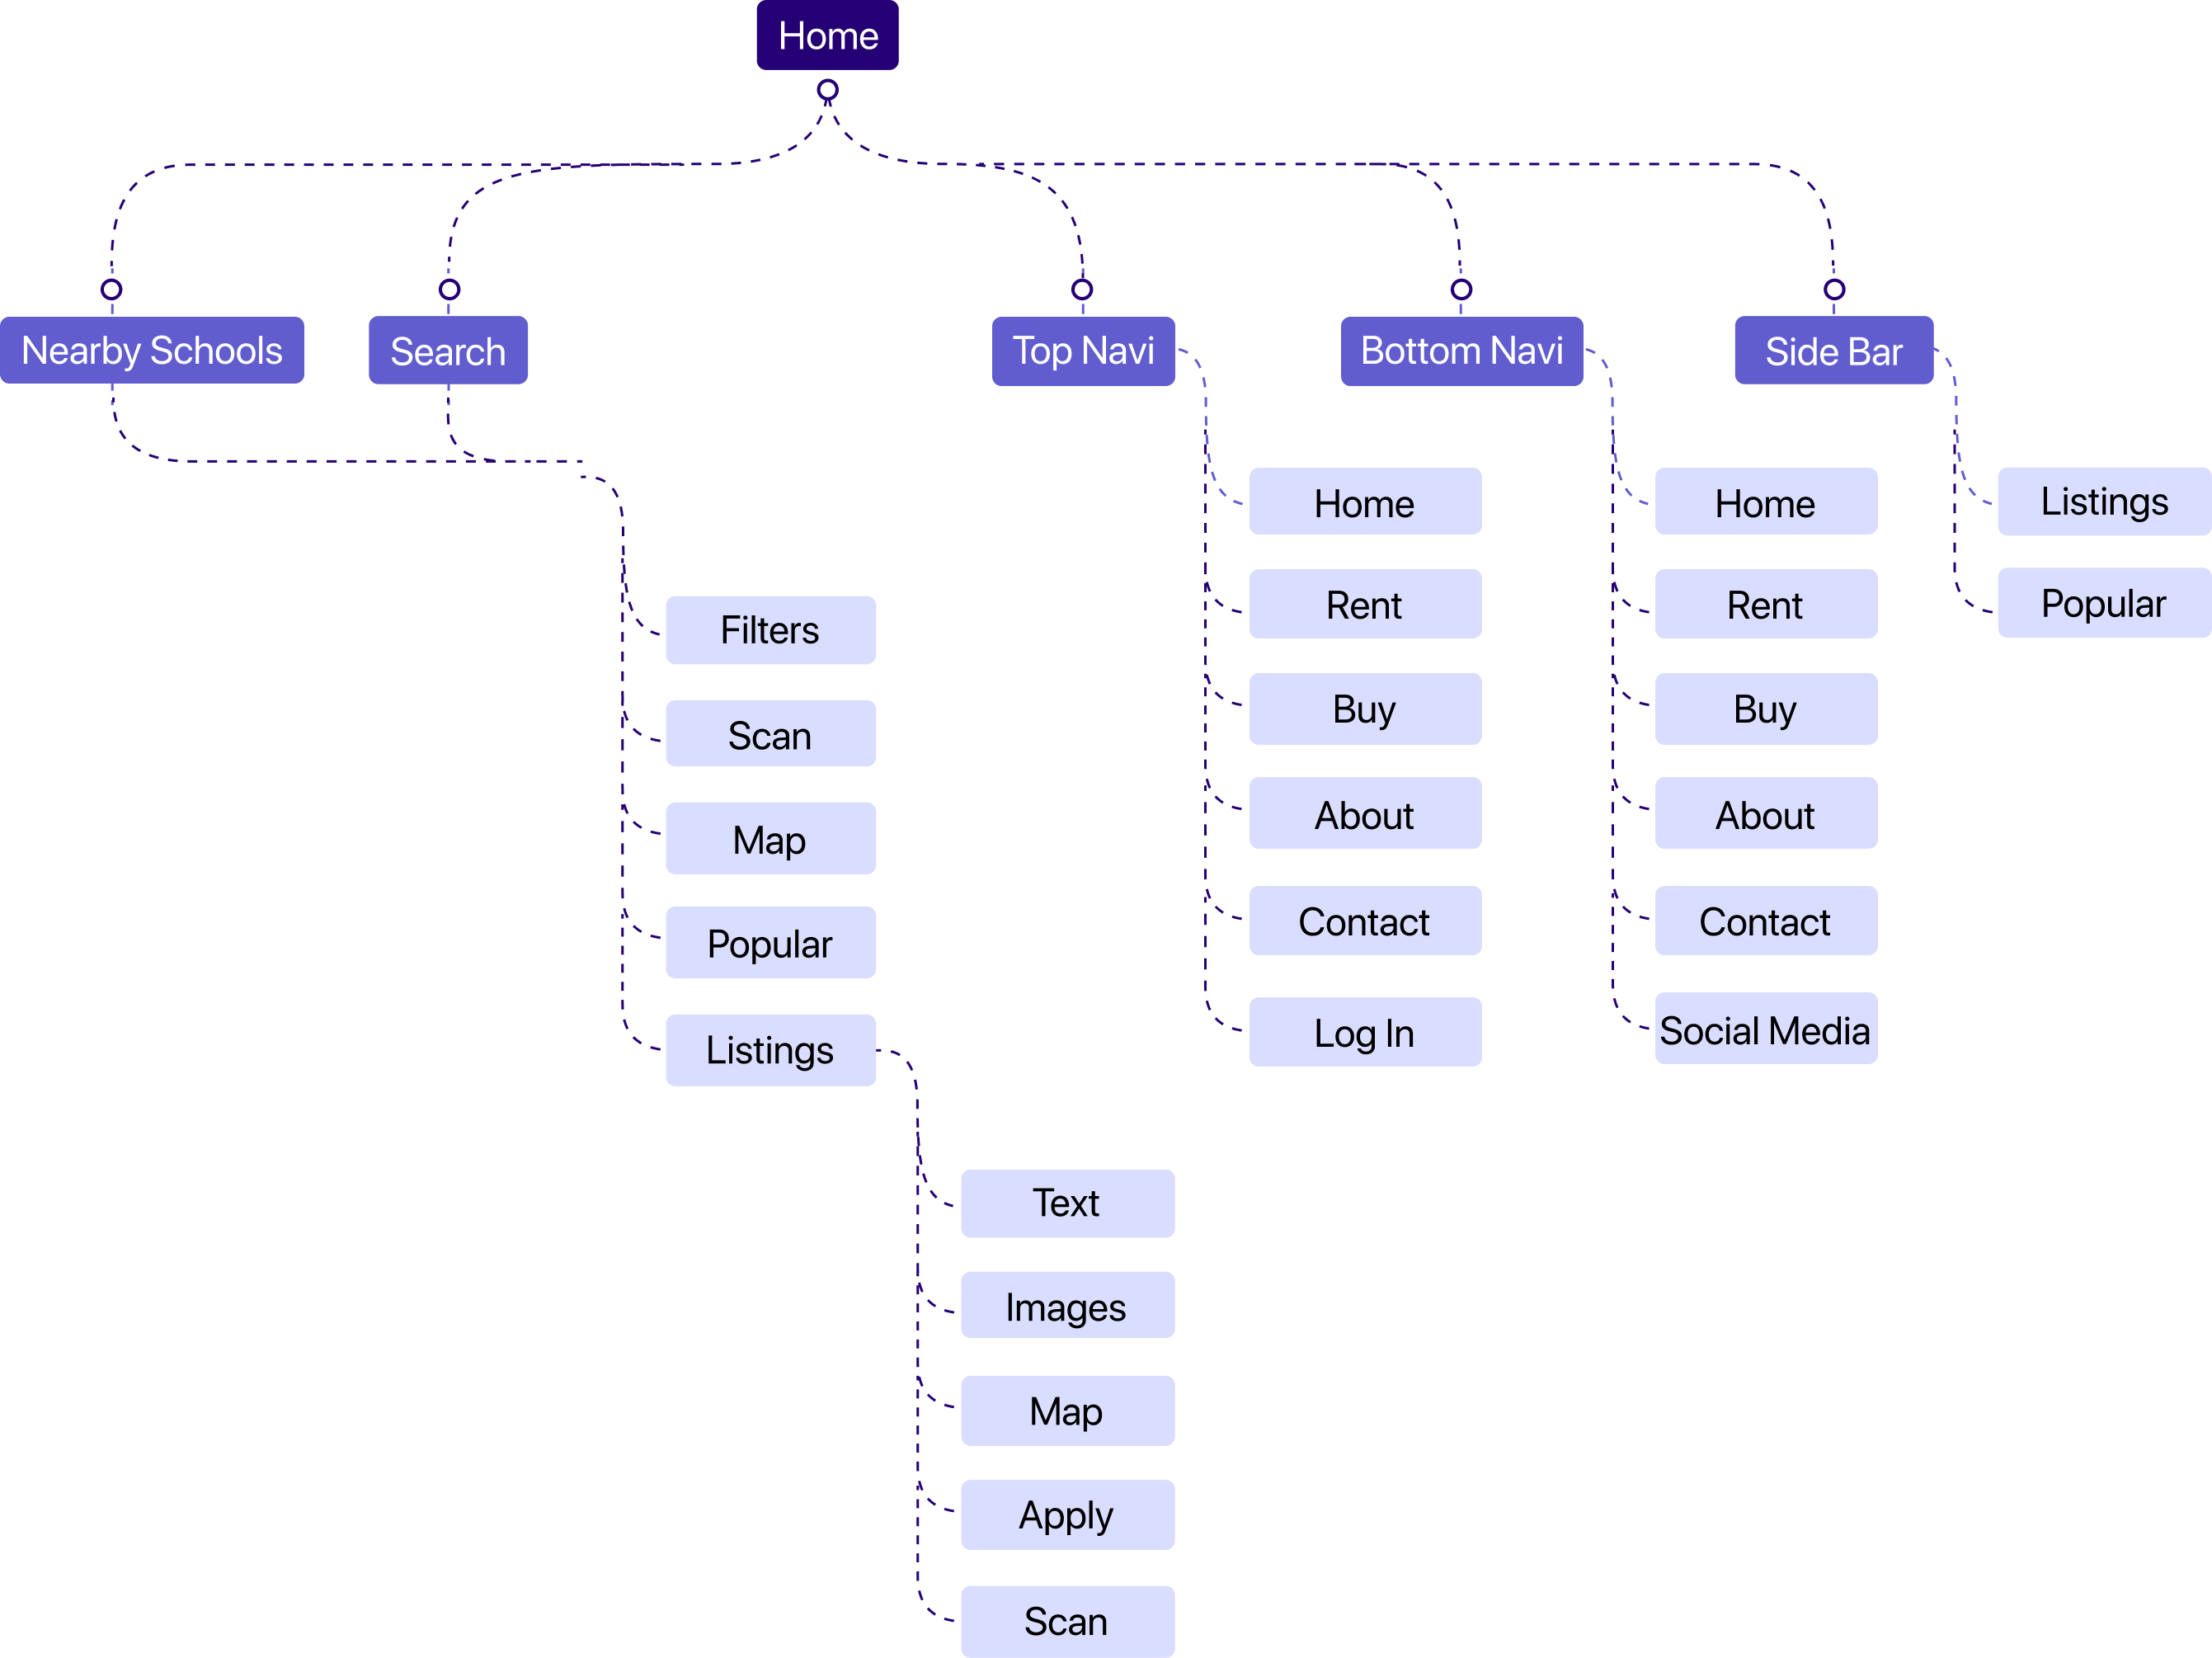 Home
Nearby Schools
Search
Top Navi
Bottom Navi
Side Bar
Filters
Scan
Map
Popular
Listings
Text
Images
Map
Apply
Scan
Home
Rent
Buy
About
Contact
Log In
Home
Rent
Buy
About
Contact
Social Media
Listings
Popular